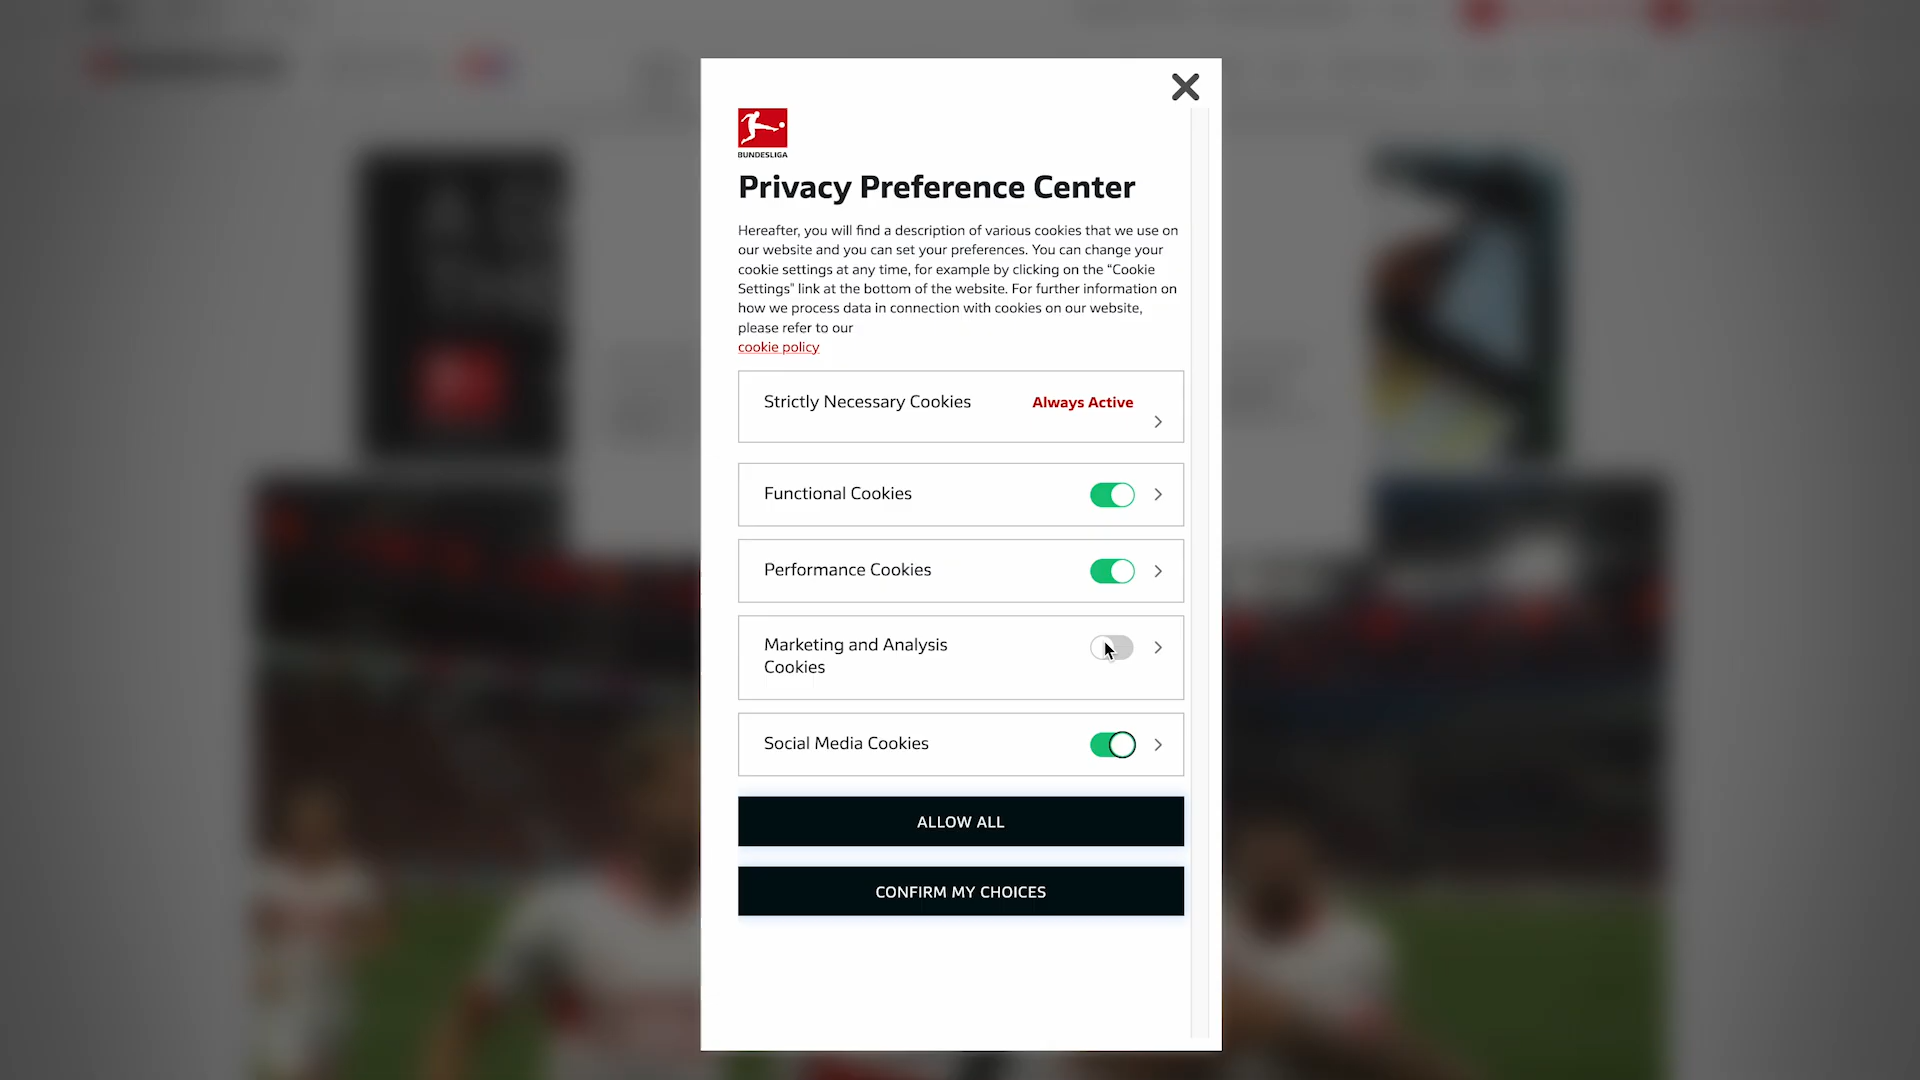 BUNDESLIGA
Privacy Preference Center
Hereafter, you will find a description of various cookies that we use on
our website and you can set your preferences. You can change your
cookie settings at any time, for example by clicking on the “Cookie
Settings" link at the bottom of the website. For further information on
how we process data in connection with cookies on our website,
please refer to our
cookie policy
Strictly Necessary Cookies Always Active
Functional Cookies
Performance Cookies
Marketing and Analysis
Cookies
Social Media Cookies
ALLOW ALL
CONFIRM MY CHOICES